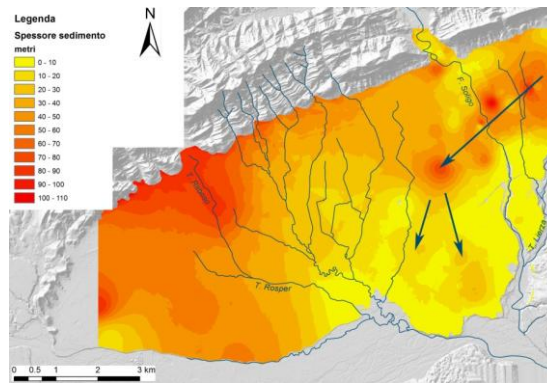 Legenda
Spessore sedimento
metri
0 - 10
10 - 20
20 - 30
30 - 40
40 - 50
50 - 60
60 - 70
70 - 80
80 - 90
90 - 100
100 - 110
N
F. Soligo
T. Rosper
0 0.5 1 2 3 km